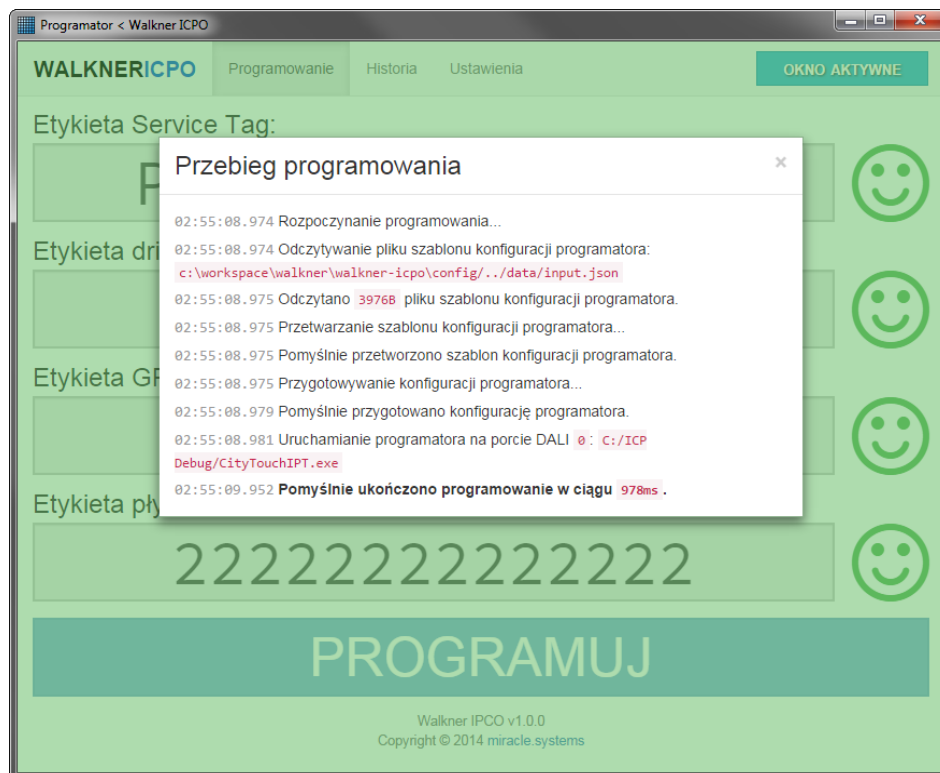 Programator < Walkner ICPO
WALKNERICPO Programowanie Historia Ustawienia OKNO AKTYWNE
Etykieta Service Tag:
P
Przebieg programowania ×
02:55:08.974 Rozpoczynanie programowania...
02:55:08.974 Odczytywanie pliku szablonu konfiguracji programatora:
c:\workspace\walkner\walkner-icpo\config/../data/input.json
02:55:08.975 Odczytano 3976B pliku szablonu konfiguracji programatora.
02:55:08.975 Przetwarzanie szablonu konfiguracji programatora...
02:55:08.975 Pomyślnie przetworzono szablon konfiguracji programatora.
02:55:08.975 Przygotowywanie konfiguracji programatora...
02:55:08.979 Pomyślnie przygotowano konfigurację programatora.
02:55:08.981 Uruchamianie programatora na porcie DALI 0: C:/ICP
Debug/CityTouchIPT.exe
02:55:09.952 Pomyślnie ukończono programowanie w ciągu 978ms.
Etykieta dri
Etykieta
Etykieta pły
22222222222222
PROGRAMUJ
Walkner IPCO v1.0.0
Copyright © 2014 miracle.systems